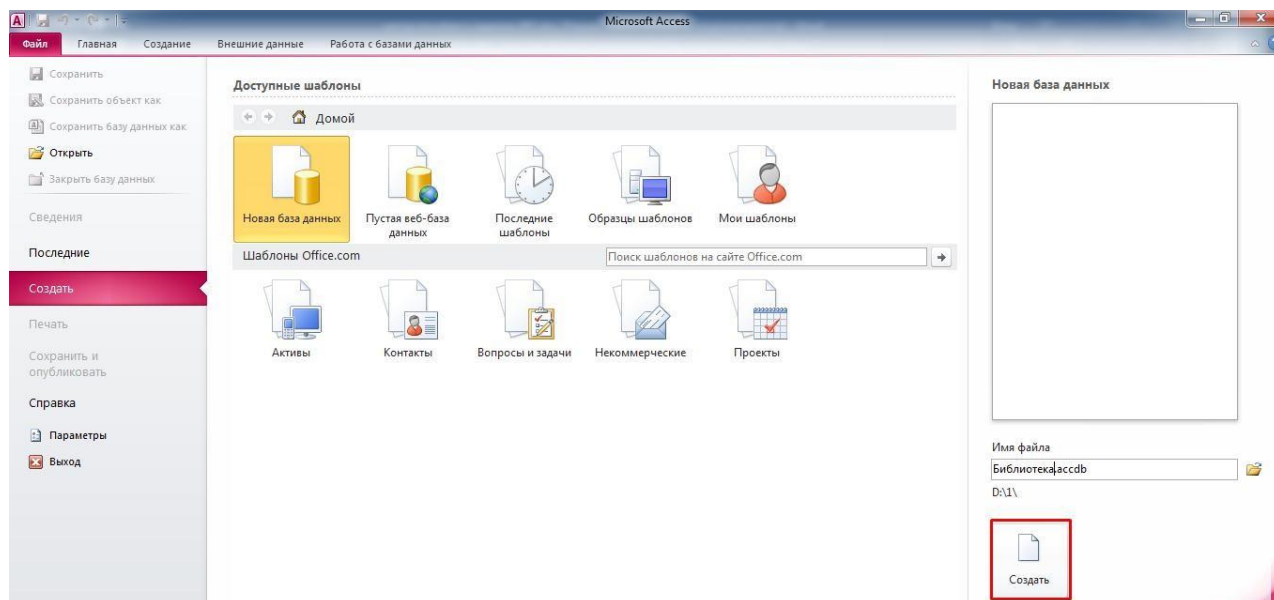 A
Microsoft Access
Файл Главная Создание Внешние данные Работа с базами данных
Сохранить
Сохранить объект как
Сохранить базу данных как
Открыть
Закрыть базу данных
Сведения
Последние
Создать
Печать
Сохранить и
опубликовать
Справка
Параметры
Выход
Доступные шаблоны
Домой
Новая база данных
Пустая веб-база
данных
Последние
шаблоны
Образцы шаблонов
Мои шаблоны
Шаблоны Office.com
Поиск шаблонов на сайте Office.com
Активы
Контакты
Вопросы и задачи
Некоммерческие
Проекты
Новая база данных
Имя файла
Библиотека.accdb
D:\1\
Создать